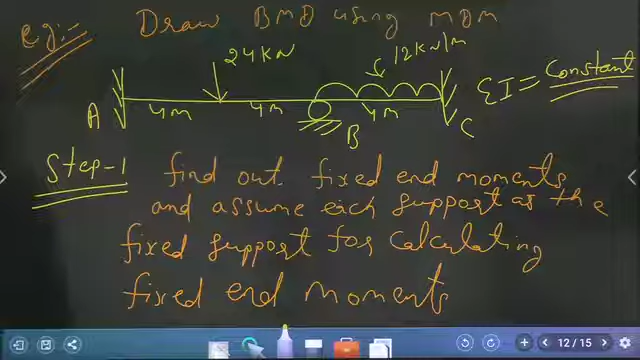 e.g:- Draw BMD using MDM
24KN 12KN/m
EI = Constant
A 4m 4m B 4m C
Step-1 find out fixed end moments
and assume each support as the
fixed support for calculating
fixed end moments
12 / 15